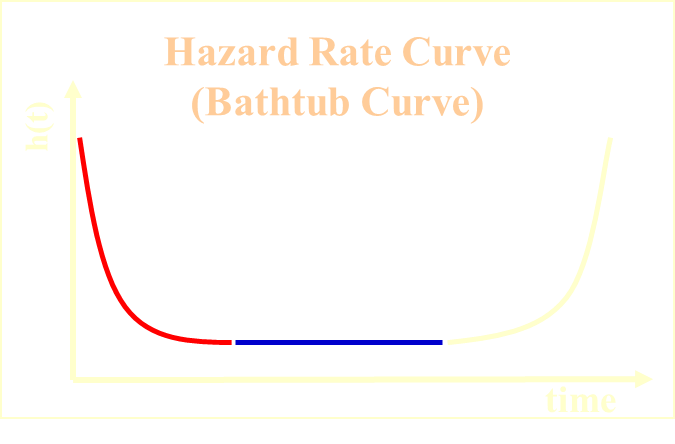 Hazard Rate Curve
(Bathtub Curve)
h(t)
time